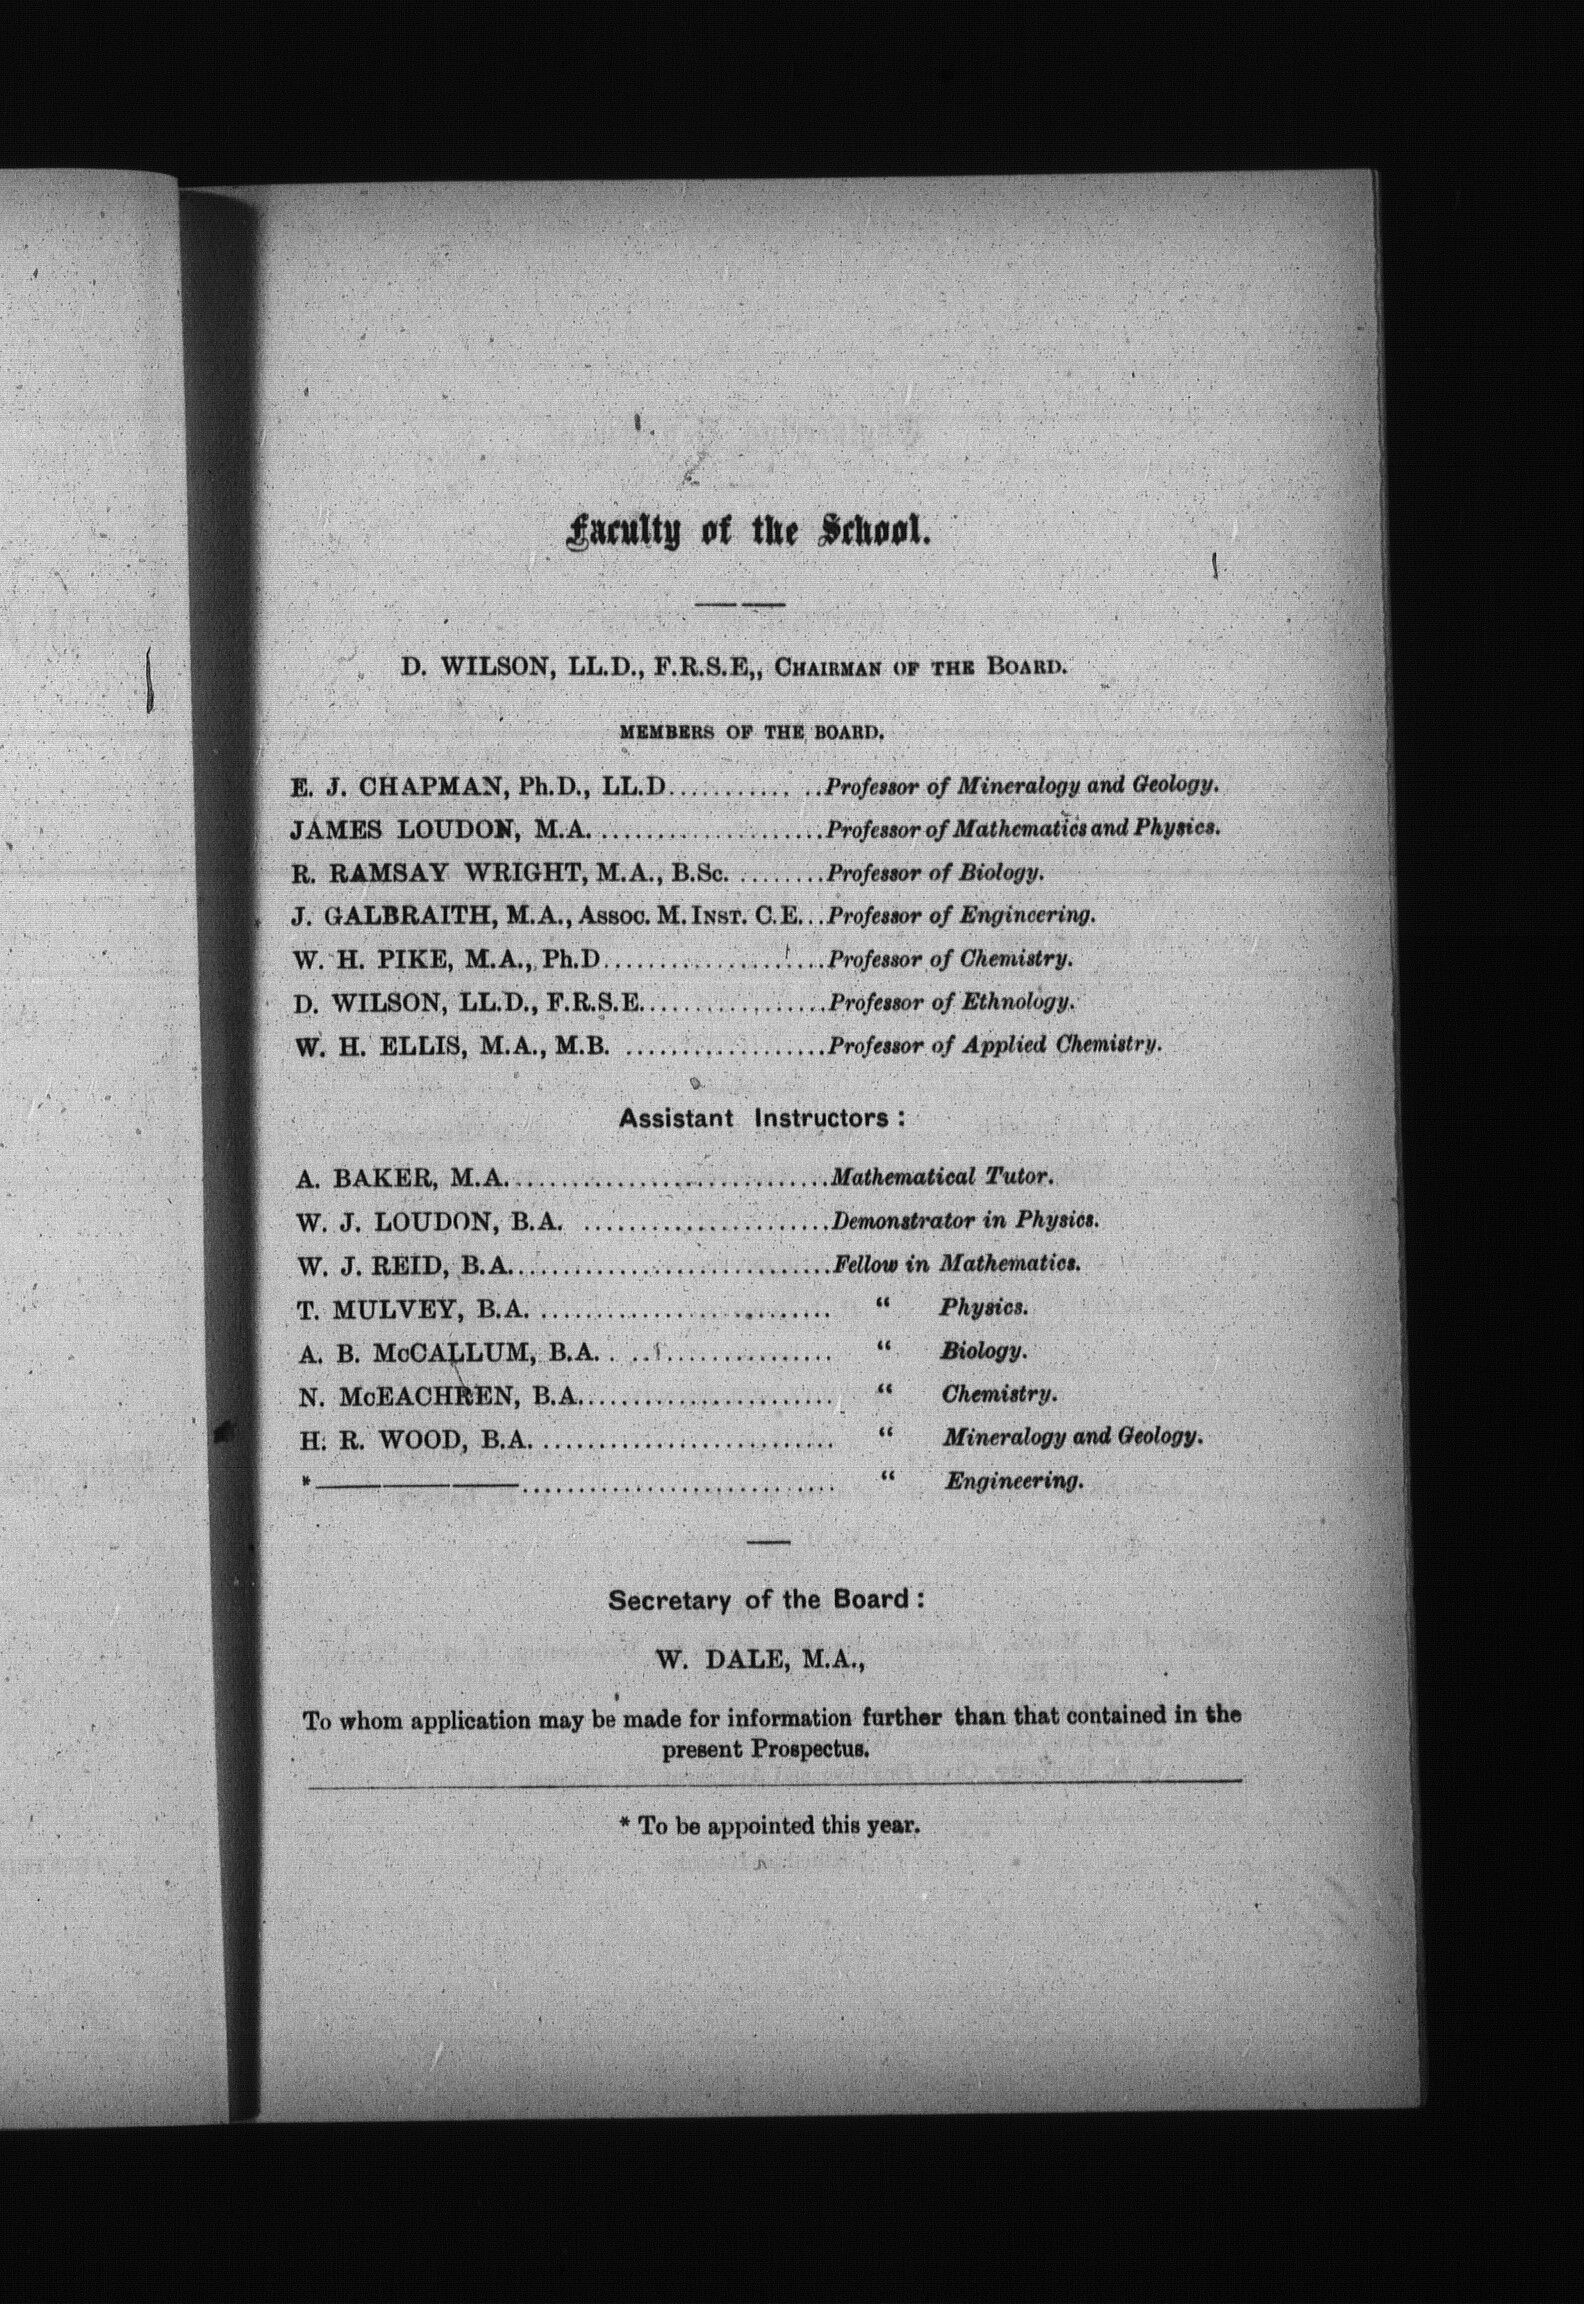 Faculty of the School.
D. WILSON, LL.D., F.R.S.E,, CHAIRMAN OF THE BOARD.
MEMBERS OF THE BOARD.
E. J. CHAPMAN, Ph.D., LL.D........... ..Professor of Mineralogy and Geology.
JAMES LOUDON, M.A.....................Professor of Mathematics and Physics.
R. RAMSAY WRIGHT, M.A., B.Sc. ........Professor of Biology.
J. GALBRAITH, M.A., Assoc. M. INST. C.E...Professor of Engineering.
W. H. PIKE, M.A., Ph.D....................Professor of Chemistry.
D. WILSON, LL.D., F.R.S.E.................Professor of Ethnology.
W. H. ELLIS, M.A., M.B. ..................Professor of Applied Chemistry.
Assistant Instructors :
A. BAKER, M.A.............................Mathematical Tutor.
W. J. LOUDON, B.A. ......................Demonstrator in Physics.
W. J. REID, B.A.............................Fellow in Mathematics.
T. MULVEY, B.A. .......................... “ Physics.
A. B. McCALLUM, B.A. . .................. “ Biology.
N. McEACHREN, B.A....................... “ Chemistry.
H. R. WOOD, B.A. .......................... “ Mineralogy and Geology.
*——— ——— ———............................ “ Engineering.
Secretary of the Board :
W. DALE, M.A.,
To whom application may be made for information further than that contained in the
present Prospectus.
* To be appointed this year.